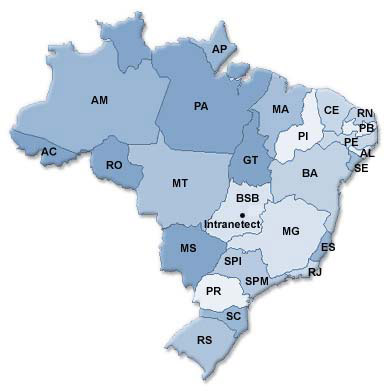 AP
AM
PA
MA
CE
RN
PB
PI
PE
AL
SE
AC
RO
GT
BA
MT
BSB
Intranetect
MG
MS
ES
SPI
RJ
SPM
PR
SC
RS